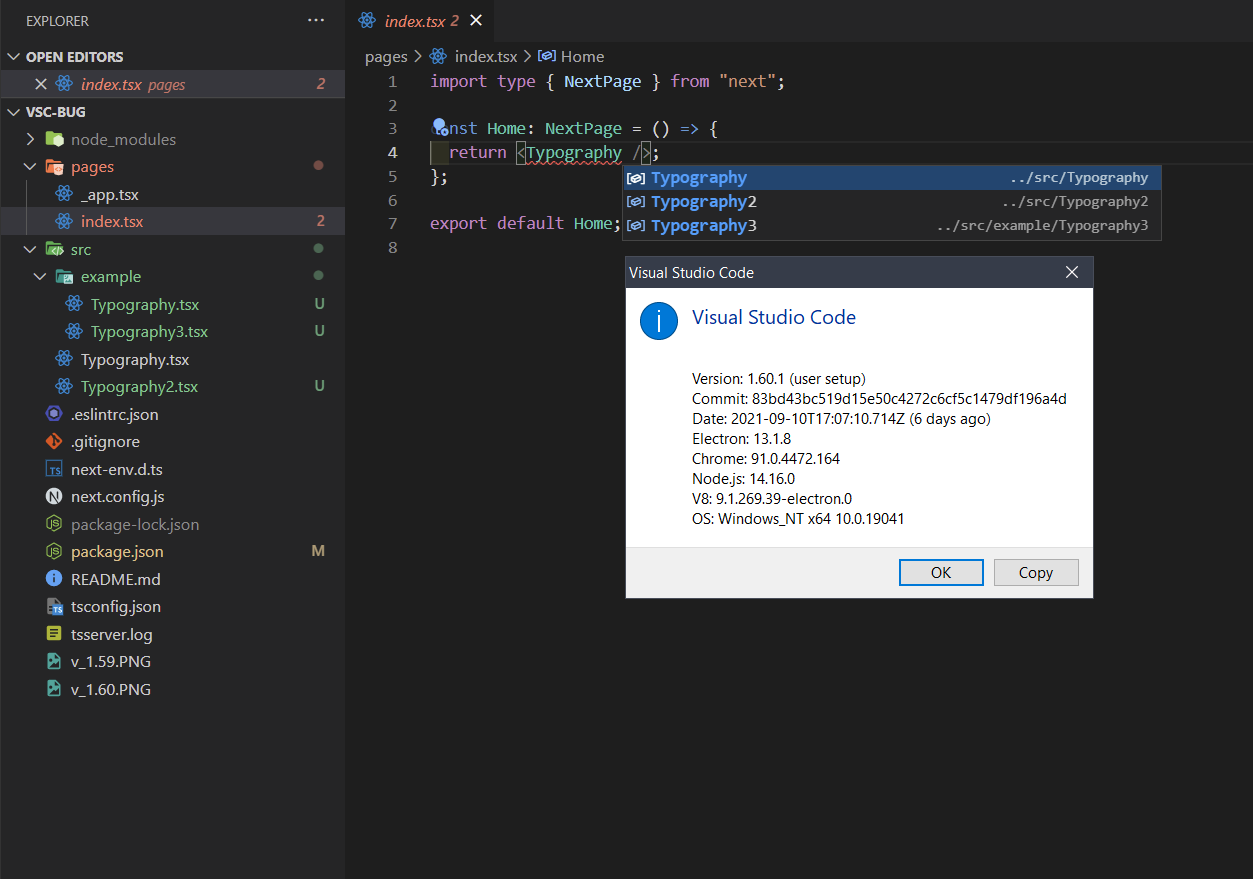 EXPLORER
···
OPEN EDITORS
index.tsx pages 2
VSC-BUG
node_modules
pages
_app.tsx
index.tsx 2
src
example
Typography.tsx U
Typography3.tsx U
Typography.tsx
Typography2.tsx U
.eslintrc.json
.gitignore
TS next-env.d.ts
N next.config.js
JS package-lock.json
JS package.json M
i README.md
TS tsconfig.json
tsserver.log
v_1.59.PNG
v_1.60.PNG
index.tsx 2
pages > index.tsx > Home
1 import type { NextPage } from "next";
2
3 nst Home: NextPage = () => {
4 return <Typography />;
5 };
6
7 export default Home;
8
Typography ../src/Typography
Typography2 ../src/Typography2
Typography3 ../src/example/Typography3
Visual Studio Code
i Visual Studio Code
Version: 1.60.1 (user setup)
Commit: 83bd43bc519d15e50c4272c6cf5c1479df196a4d
Date: 2021-09-10T17:07:10.714Z (6 days ago)
Electron: 13.1.8
Chrome: 91.0.4472.164
Node.js: 14.16.0
V8: 9.1.269.39-electron.0
OS: Windows_NT x64 10.0.19041
OK Copy